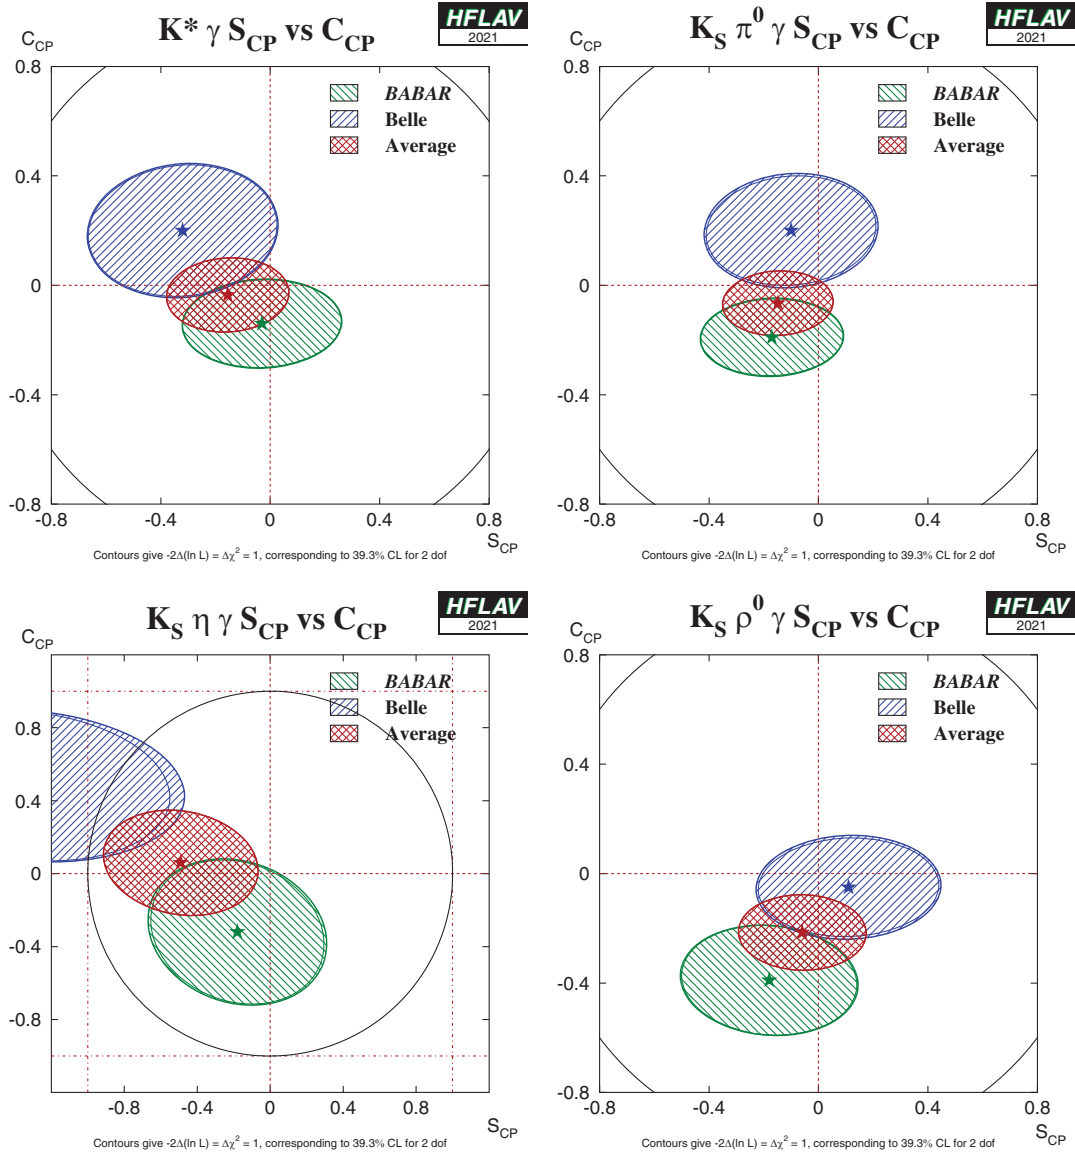 K* γ S_CP vs C_CP
HFLAV
2021
C_CP
BABAR
Belle
Average
0.8
0.4
0
-0.4
-0.8
-0.8 -0.4 0 0.4 0.8
S_CP
Contours give -2Δ(ln L) = Δχ² = 1, corresponding to 39.3% CL for 2 dof
K_S π⁰ γ S_CP vs C_CP
HFLAV
2021
C_CP
BABAR
Belle
Average
0.8
0.4
0
-0.4
-0.8
-0.8 -0.4 0 0.4 0.8
S_CP
Contours give -2Δ(ln L) = Δχ² = 1, corresponding to 39.3% CL for 2 dof
K_S η γ S_CP vs C_CP
HFLAV
2021
C_CP
BABAR
Belle
Average
0.8
0.4
0
-0.4
-0.8
-0.8 -0.4 0 0.4 0.8
S_CP
Contours give -2Δ(ln L) = Δχ² = 1, corresponding to 39.3% CL for 2 dof
K_S ρ⁰ γ S_CP vs C_CP
HFLAV
2021
C_CP
BABAR
Belle
Average
0.8
0.4
0
-0.4
-0.8
-0.8 -0.4 0 0.4 0.8
S_CP
Contours give -2Δ(ln L) = Δχ² = 1, corresponding to 39.3% CL for 2 dof